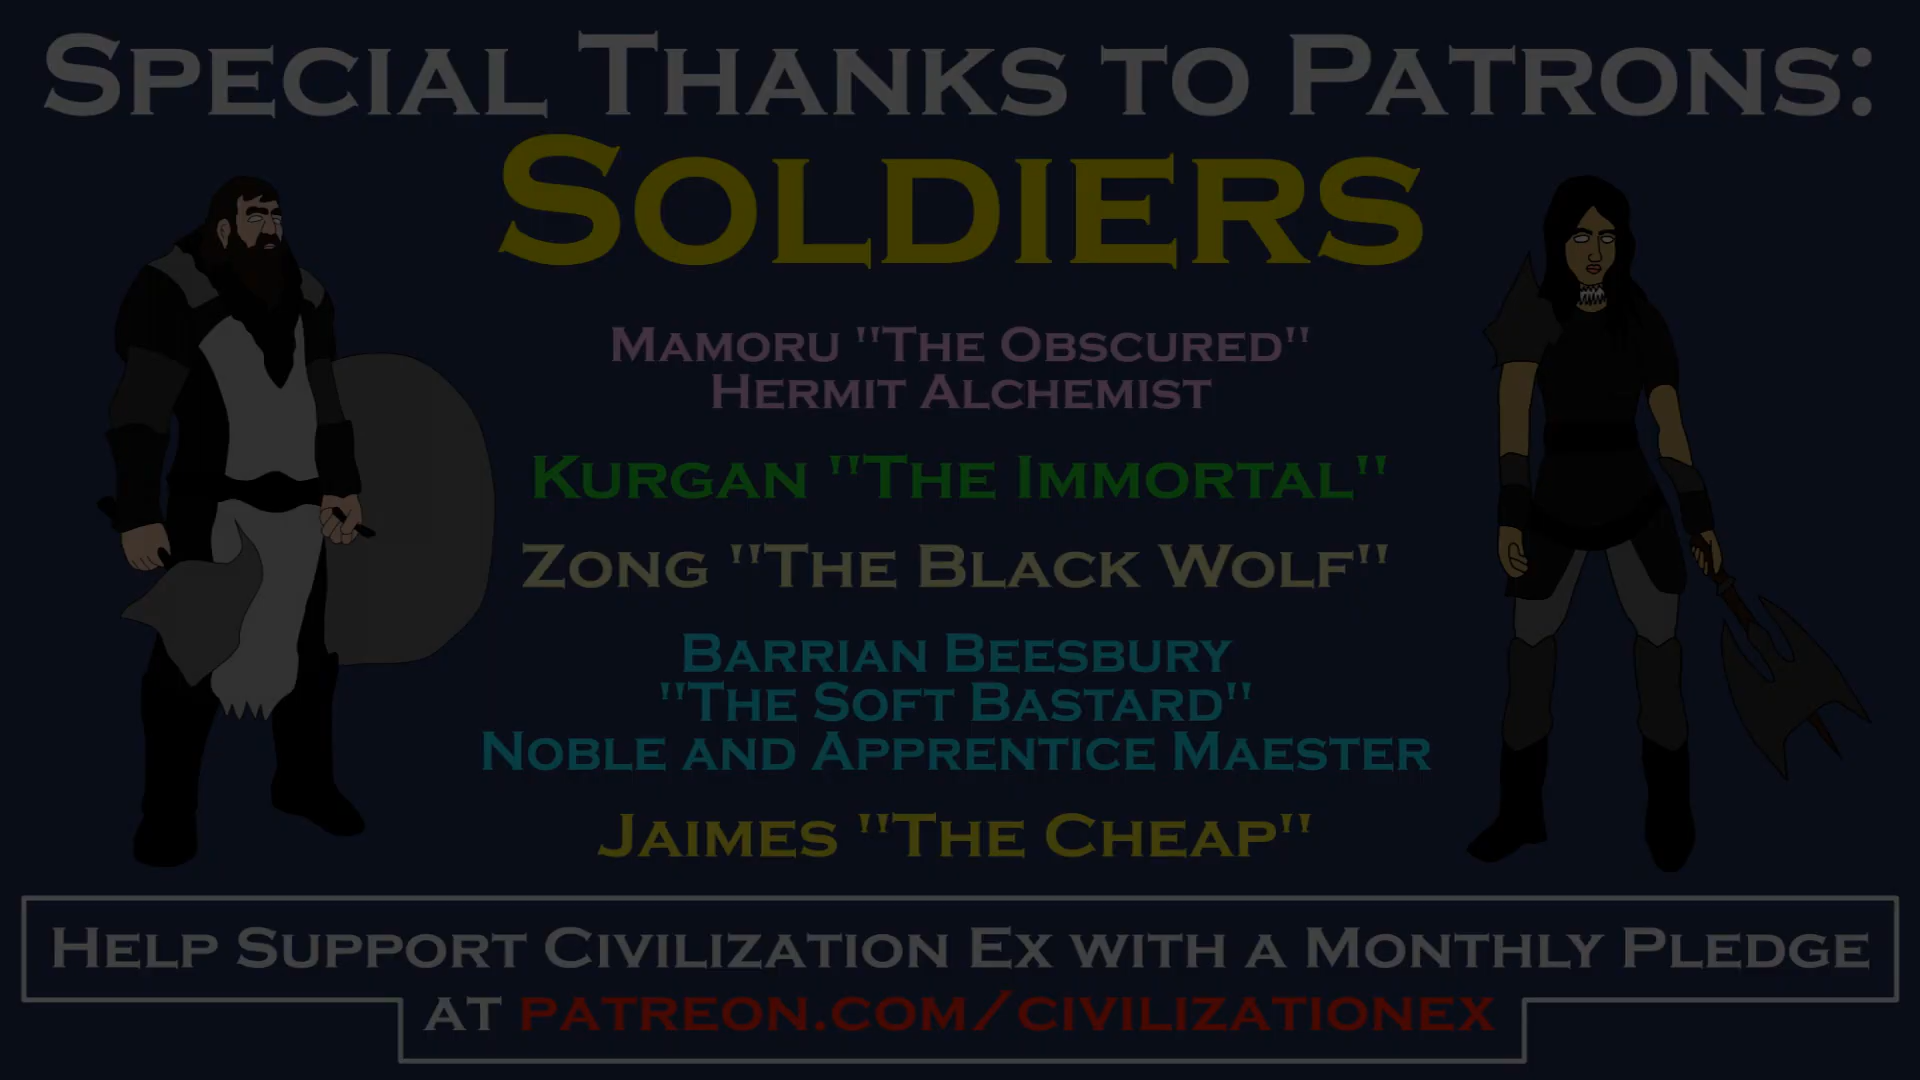 Special Thanks to Patrons:
Soldiers
Mamoru "The Obscured"
Hermit Alchemist
Kurgan "The Immortal"
Zong "The Black Wolf"
Barrian Beesbury
"The Soft Bastard"
Noble and Apprentice Maester
Jaimes "The Cheap"
Help Support Civilization Ex with a Monthly Pledge
at patreon.com/civilizationex